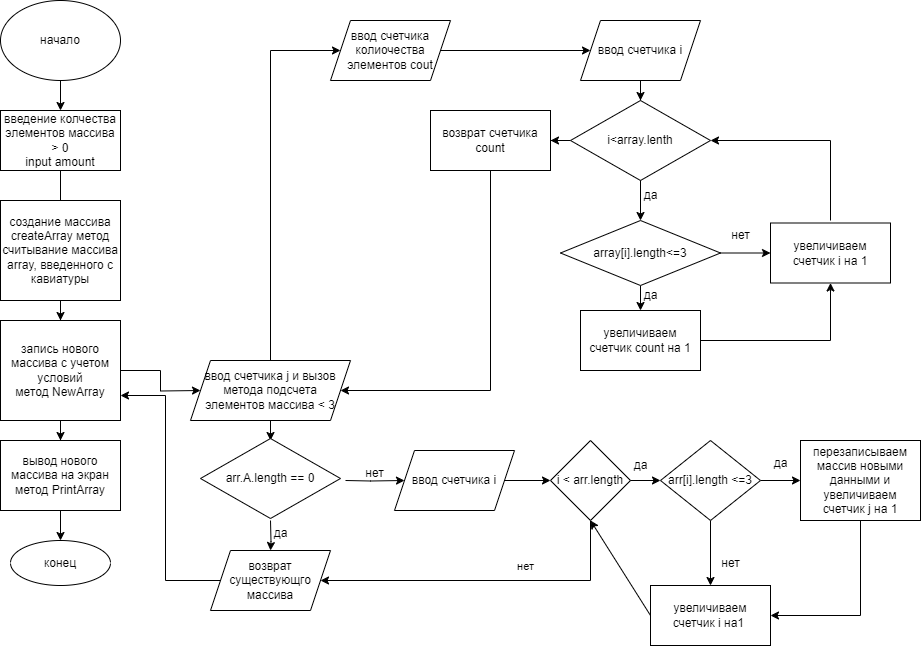 начало
введение колчества
элементов массива
> 0
input amount
создание массива
createArray метод
считывание массива
array, введенного с
кавиатуры
запись нового
массива с учетом
условий
метод NewArray
вывод нового
массива на экран
метод PrintArray
конец
ввод счетчика
колиочества
элементов cout
ввод счетчика i
i<array.lenth
возврат счетчика
count
да
array[i].length<=3
нет
увеличиваем
счетчик i на 1
да
увеличиваем
счетчик count на 1
ввод счетчика j и вызов
метода подсчета
элементов массива < 3
arr.A.length == 0
нет
ввод счетчика i
i < arr.length
да
arr[i].length <=3
да
перезаписываем
массив новыми
данными и
увеличиваем
счетчик j на 1
да
возврат
существующго
массива
нет
нет
увеличиваем
счетчик i на1